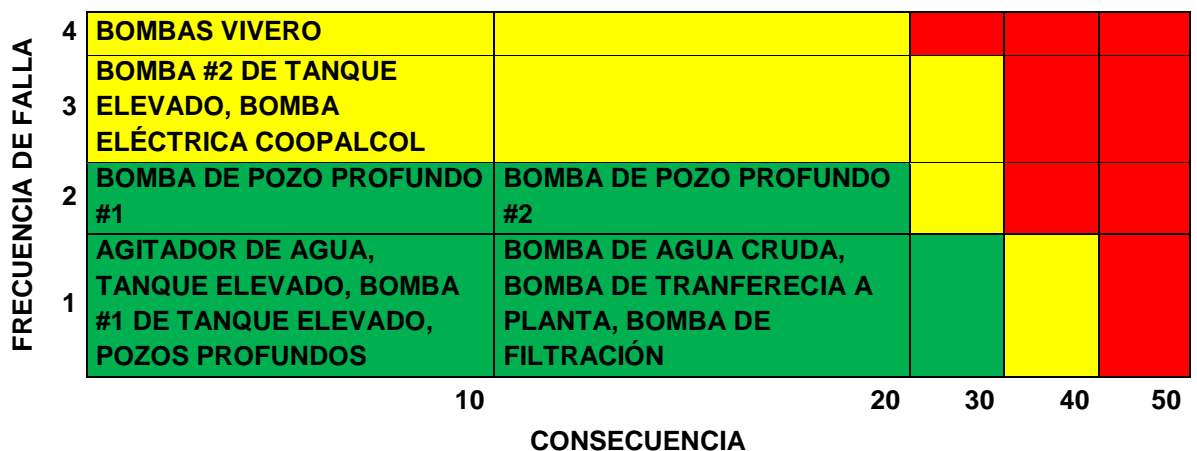 FRECUENCIA DE FALLA
4
BOMBAS VIVERO
3
BOMBA #2 DE TANQUE
ELEVADO, BOMBA
ELÉCTRICA COOPALCOL
2
BOMBA DE POZO PROFUNDO
#1
BOMBA DE POZO PROFUNDO
#2
1
AGITADOR DE AGUA,
TANQUE ELEVADO, BOMBA
#1 DE TANQUE ELEVADO,
POZOS PROFUNDOS
BOMBA DE AGUA CRUDA,
BOMBA DE TRANFERECIA A
PLANTA, BOMBA DE
FILTRACIÓN
10 20 30 40 50
CONSECUENCIA